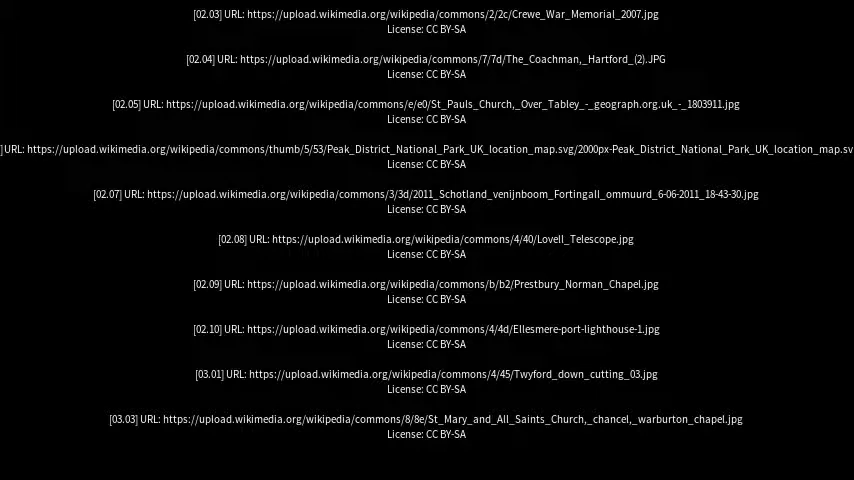 [02.03] URL: https://upload.wikimedia.org/wikipedia/commons/2/2c/Crewe_War_Memorial_2007.jpg
License: CC BY-SA
[02.04] URL: https://upload.wikimedia.org/wikipedia/commons/7/7d/The_Coachman,_Hartford_(2).JPG
License: CC BY-SA
[02.05] URL: https://upload.wikimedia.org/wikipedia/commons/e/e0/St_Pauls_Church,_Over_Tabley_-_geograph.org.uk_-_1803911.jpg
License: CC BY-SA
] URL: https://upload.wikimedia.org/wikipedia/commons/thumb/5/53/Peak_District_National_Park_UK_location_map.svg/2000px-Peak_District_National_Park_UK_location_map.sv
License: CC BY-SA
[02.07] URL: https://upload.wikimedia.org/wikipedia/commons/3/3d/2011_Schotland_venijnboom_Fortingall_ommuurd_6-06-2011_18-43-30.jpg
License: CC BY-SA
[02.08] URL: https://upload.wikimedia.org/wikipedia/commons/4/40/Lovell_Telescope.jpg
License: CC BY-SA
[02.09] URL: https://upload.wikimedia.org/wikipedia/commons/b/b2/Prestbury_Norman_Chapel.jpg
License: CC BY-SA
[02.10] URL: https://upload.wikimedia.org/wikipedia/commons/4/4d/Ellesmere-port-lighthouse-1.jpg
License: CC BY-SA
[03.01] URL: https://upload.wikimedia.org/wikipedia/commons/4/45/Twyford_down_cutting_03.jpg
License: CC BY-SA
[03.03] URL: https://upload.wikimedia.org/wikipedia/commons/8/8e/St_Mary_and_All_Saints_Church,_chancel,_warburton_chapel.jpg
License: CC BY-SA